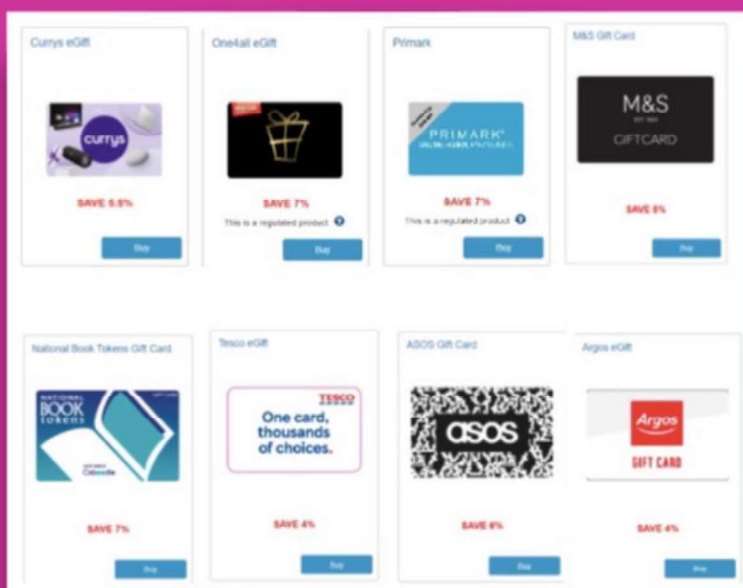 Currys eGift
currys
SAVE 5.5%
Buy
One4all eGift
SAVE 7%
This is a regulated product
Buy
Primark
PRIMARK
SAVE 7%
This is a regulated product
Buy
M&S Gift Card
M&S
EST. 1884
GIFTCARD
SAVE 6%
Buy
National Book Tokens Gift Card
NATIONAL
BOOK
tokens
SAVE 7%
Buy
Tesco eGift
TESCO
One card,
thousands
of choices.
SAVE 4%
Buy
ASOS Gift Card
asos
SAVE 6%
Buy
Argos eGift
Argos
GIFT CARD
SAVE 4%
Buy